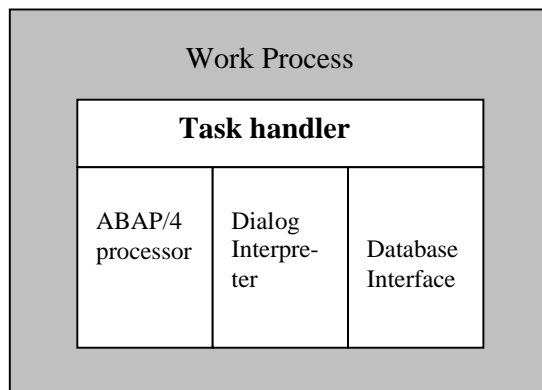 Work Process
Task handler
ABAP/4
processor
Dialog
Interpre-
ter
Database
Interface